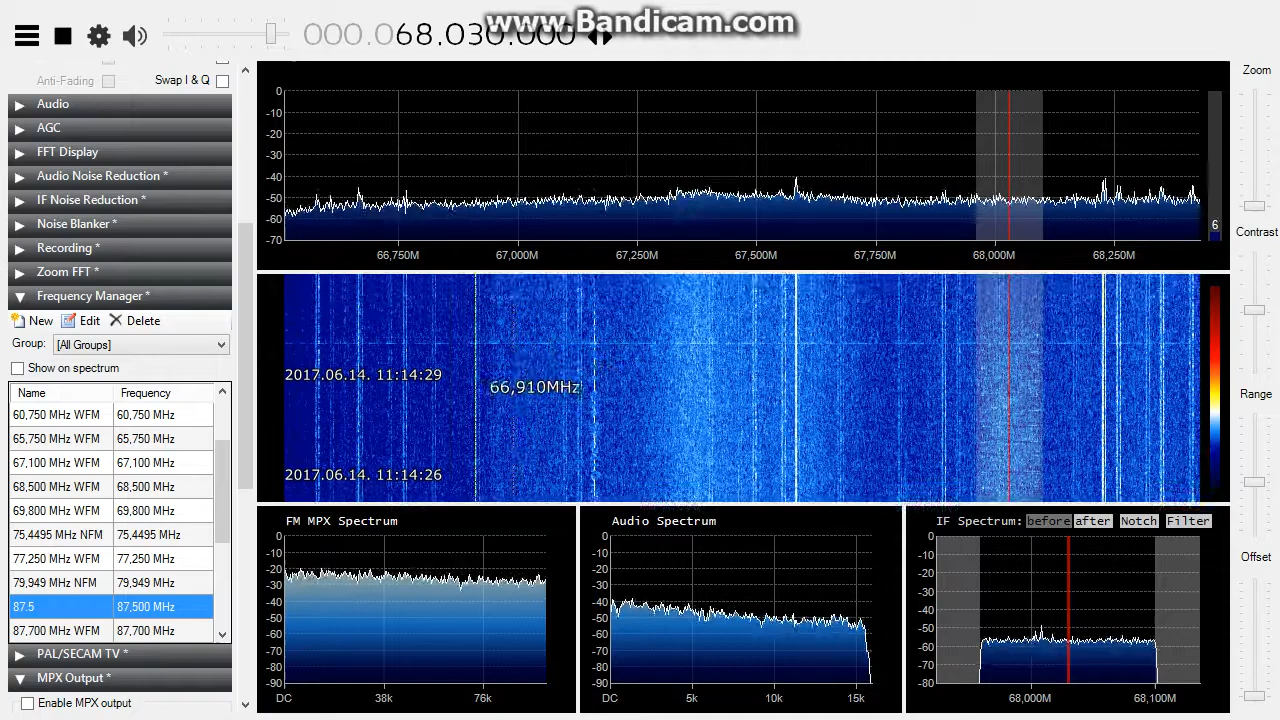 www.Bandicam.com
000.068.030.000
Anti-Fading
Swap I & Q
Audio
AGC
FFT Display
Audio Noise Reduction *
IF Noise Reduction *
Noise Blanker *
Recording *
Zoom FFT *
Frequency Manager *
New Edit Delete
Group: [All Groups]
Show on spectrum
Name Frequency
60,750 MHz WFM 60,750 MHz
65,750 MHz WFM 65,750 MHz
67,100 MHz WFM 67,100 MHz
68,500 MHz WFM 68,500 MHz
69,800 MHz WFM 69,800 MHz
75.4495 MHz NFM 75,4495 MHz
77,250 MHz WFM 77,250 MHz
79,949 MHz NFM 79,949 MHz
87.5 87,500 MHz
87,700 MHz WFM 87,700 MHz
PAL/SECAM TV *
MPX Output *
Enable MPX output
0
-10
-20
-30
-40
-50
-60
-70
66,750M 67,000M 67,250M 67,500M 67,750M 68,000M 68,250M
6
2017.06.14. 11:14:29
66,910MHz
2017.06.14. 11:14:26
FM MPX Spectrum
0
-10
-20
-30
-40
-50
-60
-70
-80
-90
DC 38k 76k
Audio Spectrum
0
-10
-20
-30
-40
-50
-60
-70
-80
-90
DC 5k 10k 15k
IF Spectrum: before after Notch Filter
0
-10
-20
-30
-40
-50
-60
-70
-80
68,000M 68,100M
Zoom
Contrast
Range
Offset